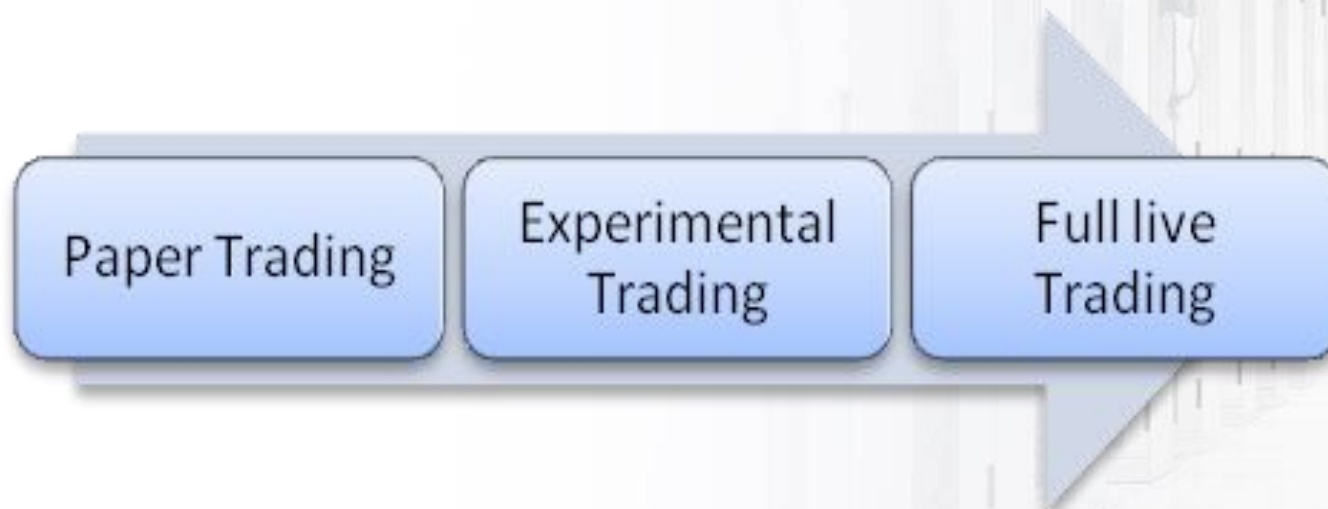 Paper Trading
Experimental
Trading
Full live
Trading